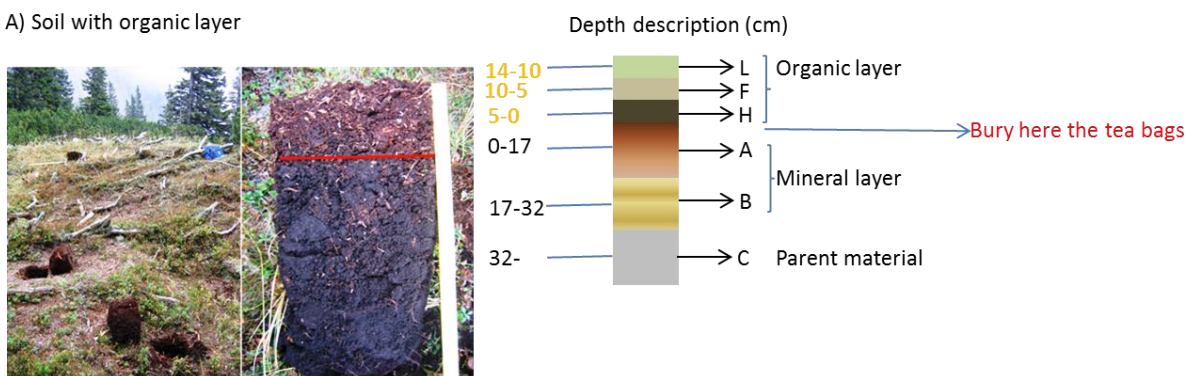 A) Soil with organic layer
Depth description (cm)
14-10
L
Organic layer
10-5
F
5-0
H
Bury here the tea bags
0-17
A
Mineral layer
17-32
B
32-
C
Parent material